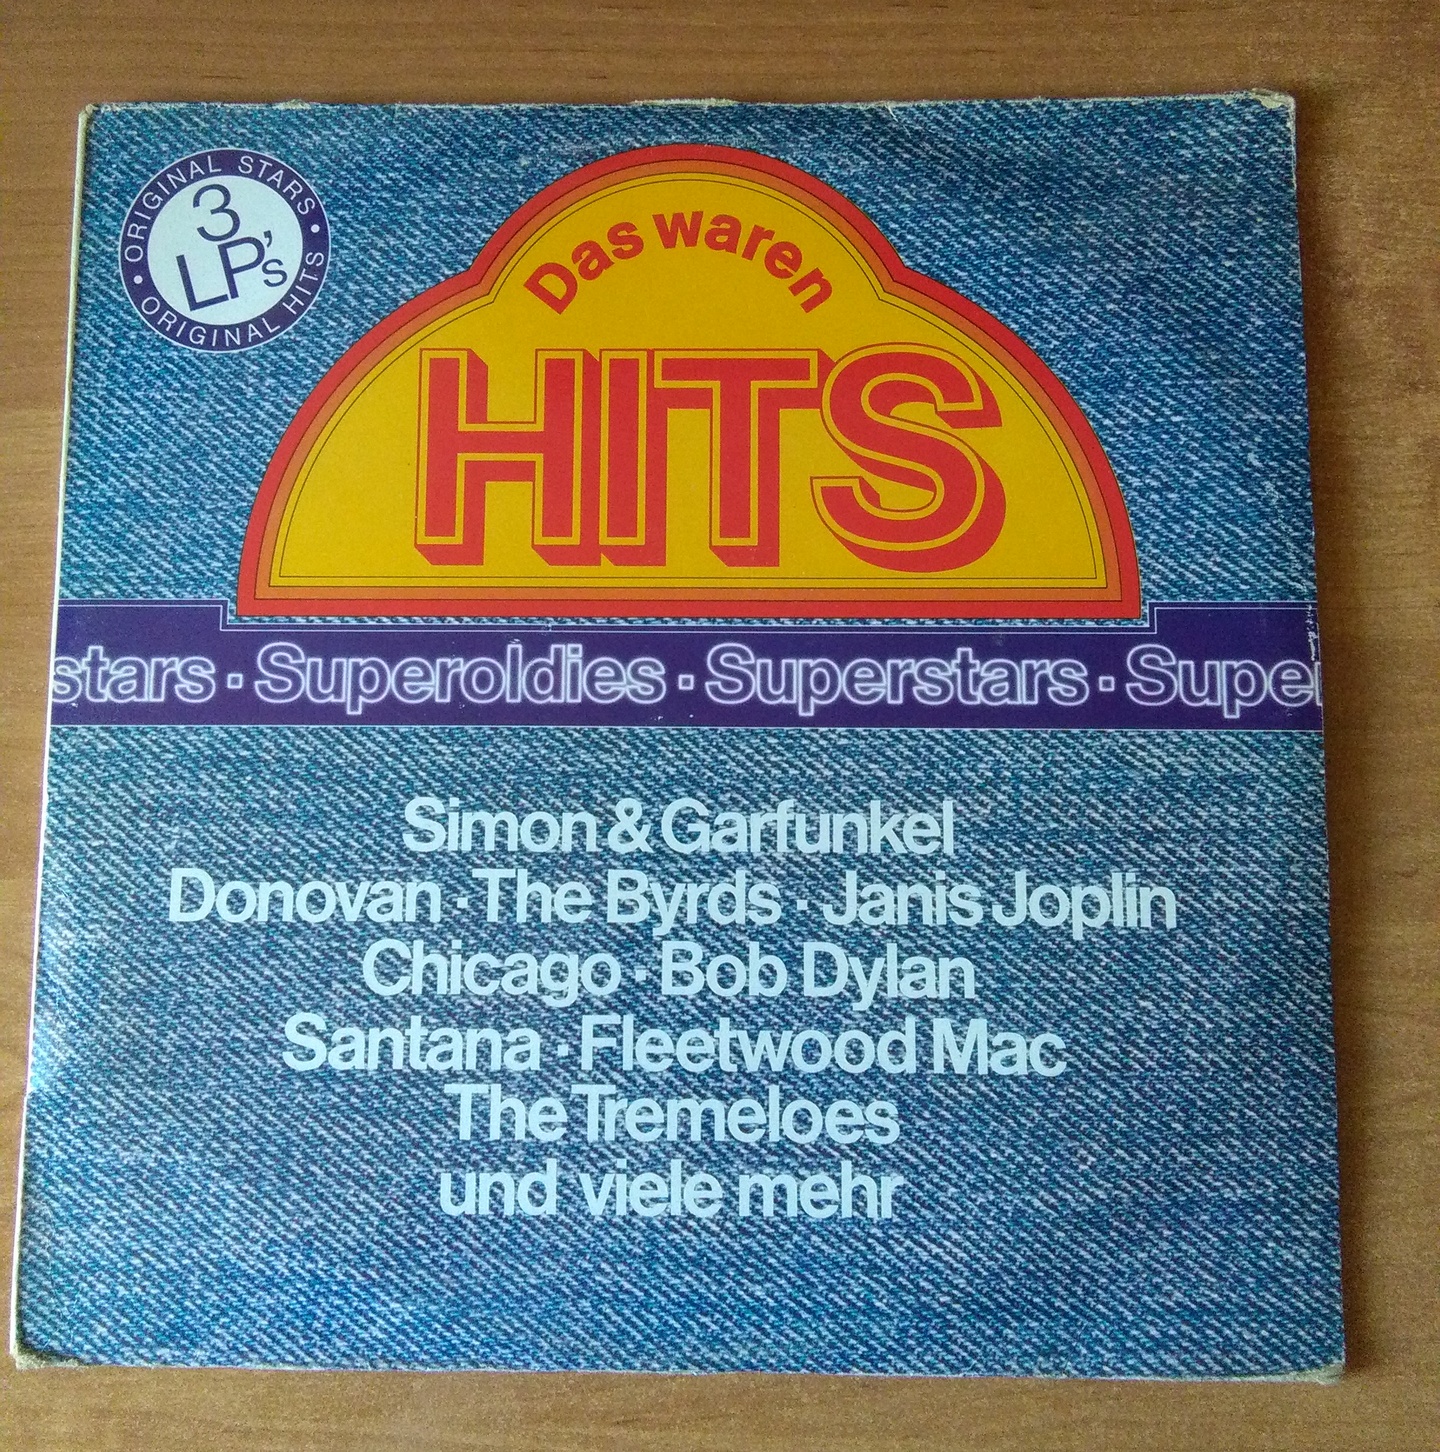 ORIGINAL STARS
3
LP's
ORIGINAL HITS
Das waren
HITS
stars · Superoldies · Superstars · Super
Simon & Garfunkel
Donovan · The Byrds · Janis Joplin
Chicago · Bob Dylan
Santana · Fleetwood Mac
The Tremeloes
und viele mehr